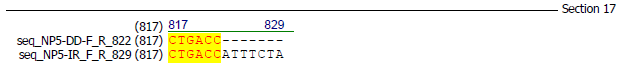 Section 17
(817) 817 829
seq_NP5-DD-F_R_822 (817) CTGACC-------
seq_NP5-IR_F_R_829 (817) CTGACCATTTCTA